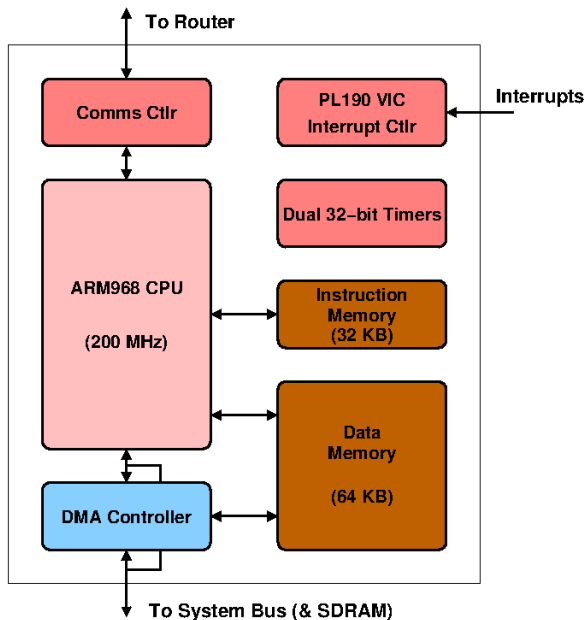 To Router
Comms Ctlr
PL190 VIC
Interrupt Ctlr
Interrupts
Dual 32−bit Timers
ARM968 CPU
(200 MHz)
Instruction
Memory
(32 KB)
Data
Memory
(64 KB)
DMA Controller
To System Bus (& SDRAM)